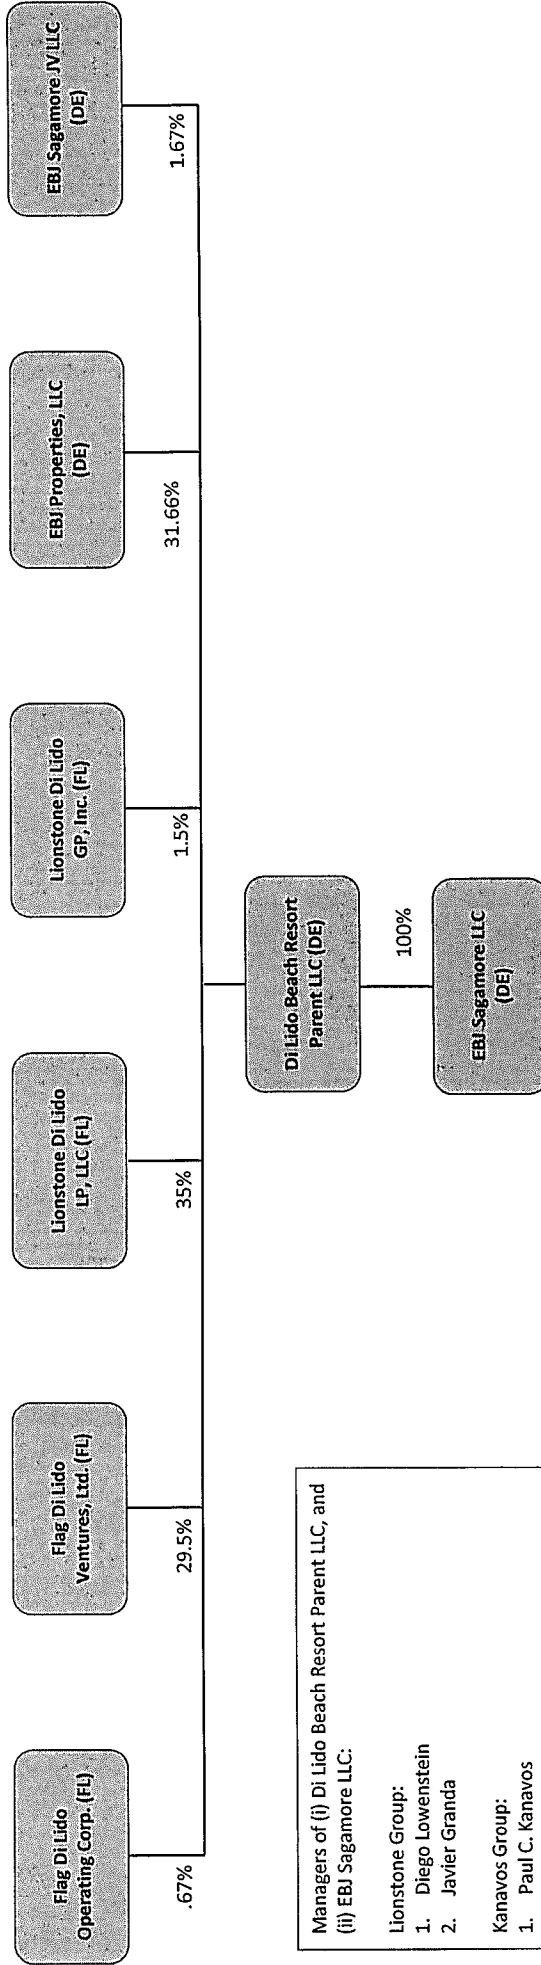 Flag Di Lido
Operating Corp. (FL)
Flag Di Lido
Ventures, Ltd. (FL)
Lionstone Di Lido
LP, LLC (FL)
Lionstone Di Lido
GP, Inc. (FL)
EBJ Properties, LLC
(DE)
EBJ Sagamore JV LLC
(DE)
.67%
29.5%
35%
1.5%
31.66%
1.67%
Di Lido Beach Resort
Parent LLC (DE)
100%
EBJ Sagamore LLC
(DE)
Managers of (i) Di Lido Beach Resort Parent LLC, and
(ii) EBJ Sagamore LLC:
Lionstone Group:
1. Diego Lowenstein
2. Javier Granda
Kanavos Group:
1. Paul C. Kanavos